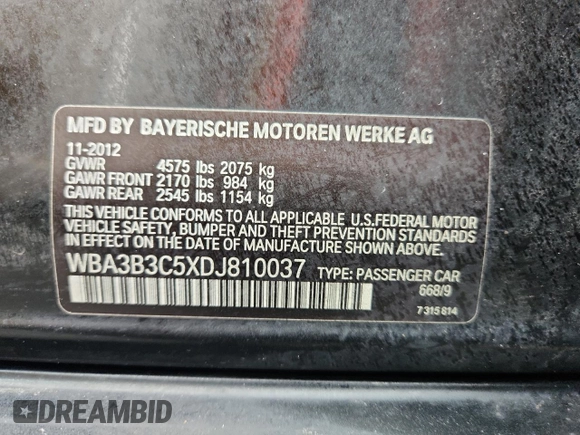 MFD BY BAYERISCHE MOTOREN WERKE AG
11-2012
GVWR 4575 lbs 2075 kg
GAWR FRONT 2170 lbs 984 kg
GAWR REAR 2545 lbs 1154 kg
THIS VEHICLE CONFORMS TO ALL APPLICABLE U.S. FEDERAL MOTOR
VEHICLE SAFETY, BUMPER AND THEFT PREVENTION STANDARDS
IN EFFECT ON THE DATE OF MANUFACTURE SHOWN ABOVE.
WBA3B3C5XDJ810037 TYPE: PASSENGER CAR
668/9
7 315 814
DREAMBID